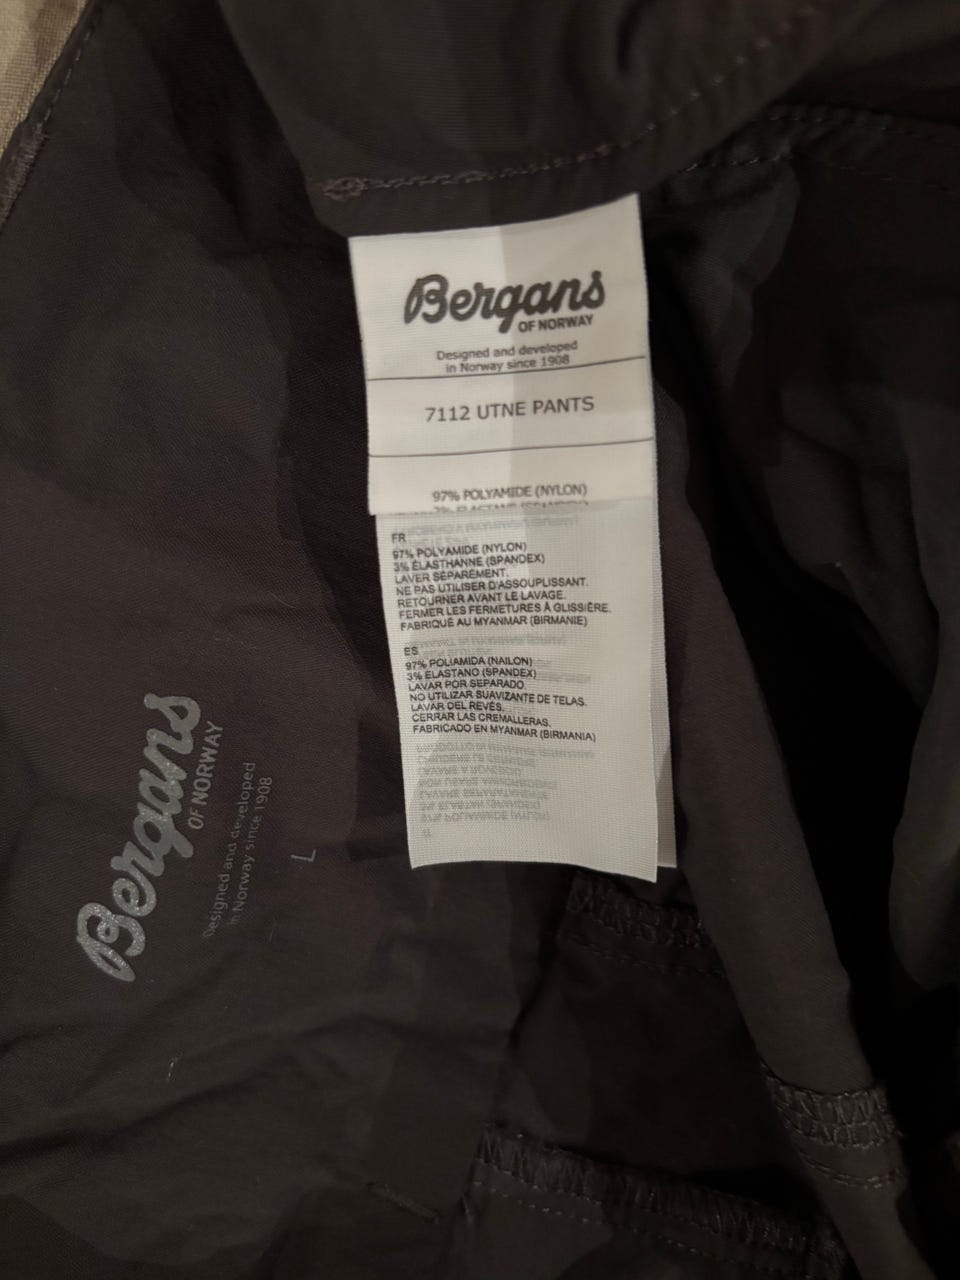 Bergans
OF NORWAY
Designed and developed
in Norway since 1908
7112 UTNE PANTS
97% POLYAMIDE (NYLON)
FR
97% POLYAMIDE (NYLON)
3% ÉLASTHANNE (SPANDEX)
LAVER SÉPARÉMENT.
NE PAS UTILISER D'ASSOUPLISSANT.
RETOURNER AVANT LE LAVAGE.
FERMER LES FERMETURES À GLISSIÈRE.
FABRIQUÉ AU MYANMAR (BIRMANIE)
ES
97% POLIAMIDA (NAILON)
3% ELASTANO (SPANDEX)
LAVAR POR SEPARADO.
NO UTILIZAR SUAVIZANTE DE TELAS.
LAVAR DEL REVÉS.
CERRAR LAS CREMALLERAS.
FABRICADO EN MYANMAR (BIRMANIA)
Bergans
OF NORWAY
Designed and developed
in Norway since 1908
L